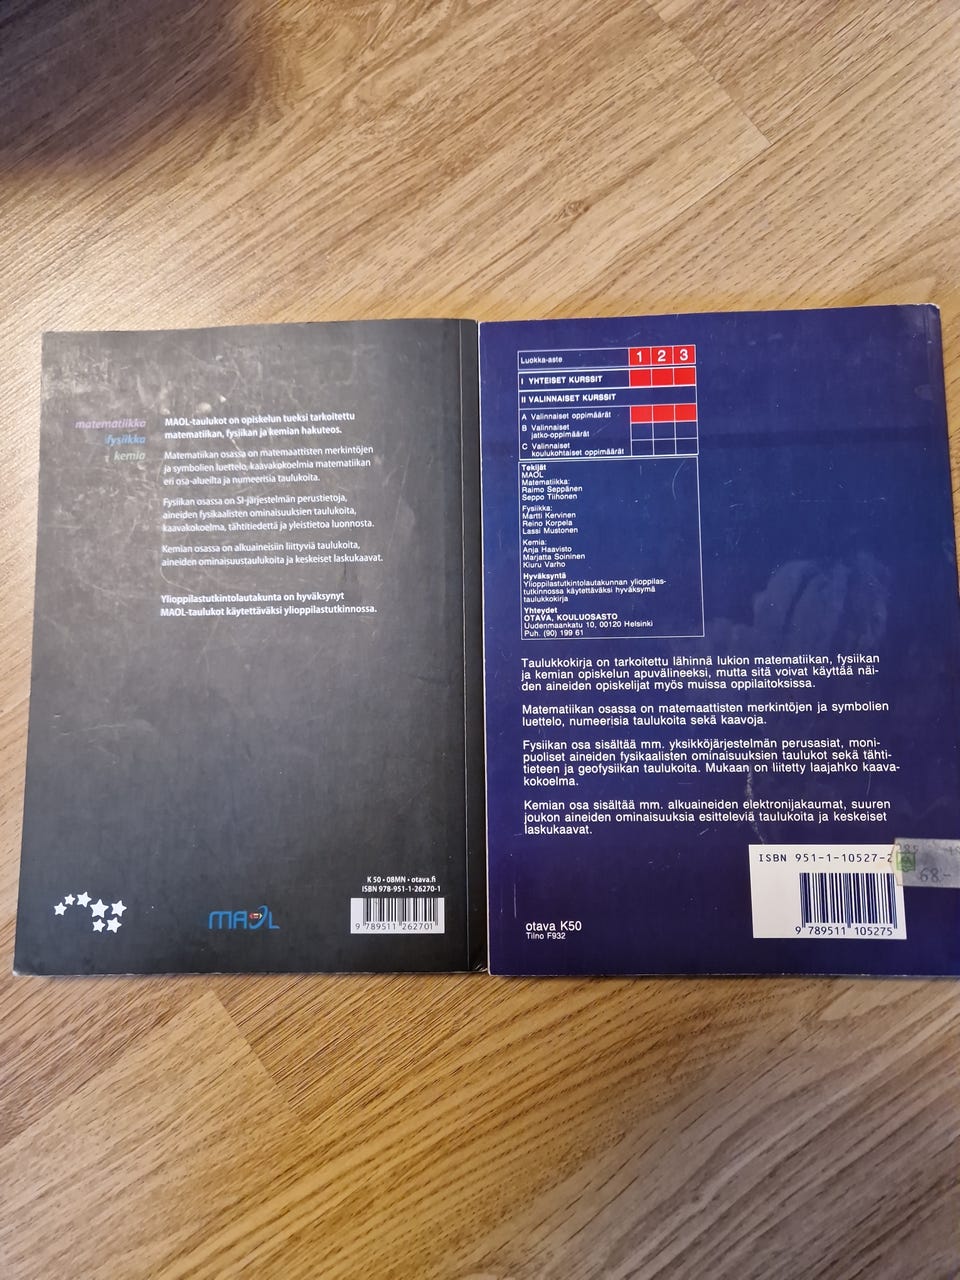 matematiikka
fysiikka
kemia
MAOL-taulukot on opiskelun tueksi tarkoitettu
matematiikan, fysiikan ja kemian hakuteos.
Matematiikan osassa on matemaattisten merkintöjen
ja symbolien luettelo, kaavakokoelmia matematiikan
eri osa-alueilta ja numeerisia taulukoita.
Fysiikan osassa on SI-järjestelmän perustietoja,
aineiden fysikaalisten ominaisuuksien taulukoita,
kaavakokoelma, tähtitiedettä ja yleistietoa luonnosta.
Kemian osassa on alkuaineisiin liittyviä taulukoita,
aineiden ominaisuustaulukoita ja keskeiset laskukaavat.
Ylioppilastutkintolautakunta on hyväksynyt
MAOL-taulukot käytettäväksi ylioppilastutkinnossa.
K 50 • 08MN • otava.fi
ISBN 978-951-1-26270-1
MAOL
9 789511 262701
Luokka-aste 1 2 3
I YHTEISET KURSSIT
II VALINNAISET KURSSIT
A Valinnaiset oppimäärät
B Valinnaiset
jatko-oppimäärät
C Valinnaiset
koulukohtaiset oppimäärät
Tekijät
MAOL
Matematiikka:
Raimo Seppänen
Seppo Tiihonen
Fysiikka:
Martti Kervinen
Reino Korpela
Lassi Mustonen
Kemia:
Anja Haavisto
Marjatta Soininen
Kiuru Varho
Hyväksyntä
Ylioppilastutkintolautakunnan ylioppilas-
tutkinnossa käytettäväksi hyväksymä
taulukkokirja
Yhteydet
OTAVA, KOULUOSASTO
Uudenmaankatu 10, 00120 Helsinki
Puh. (90) 199 61
Taulukkokirja on tarkoitettu lähinnä lukion matematiikan, fysiikan
ja kemian opiskelun apuvälineeksi, mutta sitä voivat käyttää näi-
den aineiden opiskelijat myös muissa oppilaitoksissa.
Matematiikan osassa on matemaattisten merkintöjen ja symbolien
luettelo, numeerisia taulukoita sekä kaavoja.
Fysiikan osa sisältää mm. yksikköjärjestelmän perusasiat, moni-
puoliset aineiden fysikaalisten ominaisuuksien taulukot sekä tähti-
tieteen ja geofysiikan taulukoita. Mukaan on liitetty laajahko kaava-
kokoelma.
Kemian osa sisältää mm. alkuaineiden elektronijakaumat, suuren
joukon aineiden ominaisuuksia esitteleviä taulukoita ja keskeiset
laskukaavat.
ISBN 951-1-10527-2
68.-
9 789511 105275
otava K50
Tilno F932